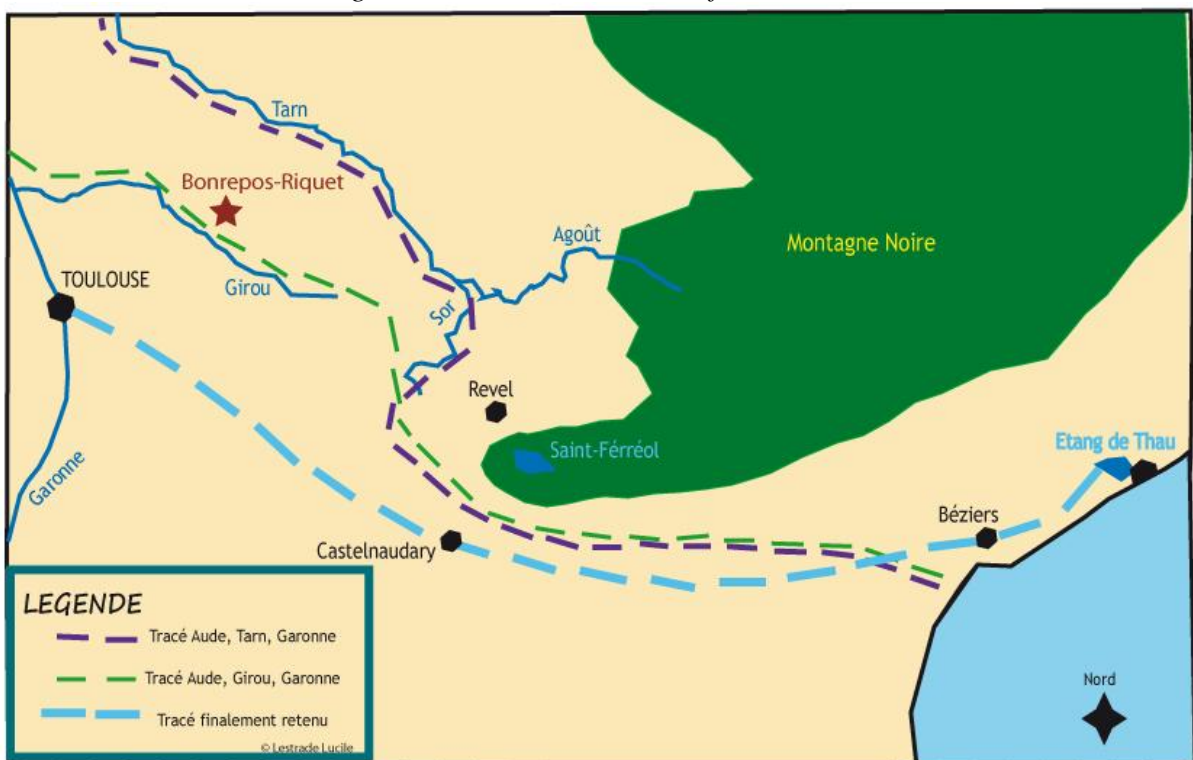 Tarn
Bonrepos-Riquet
Agoût
Montagne Noire
TOULOUSE
Girou
Sor
Revel
Garonne
Saint-Férréol
Etang de Thau
Béziers
Castelnaudary
LEGENDE
Tracé Aude, Tarn, Garonne
Tracé Aude, Girou, Garonne
Tracé finalement retenu
© Lestrade Lucile
Nord